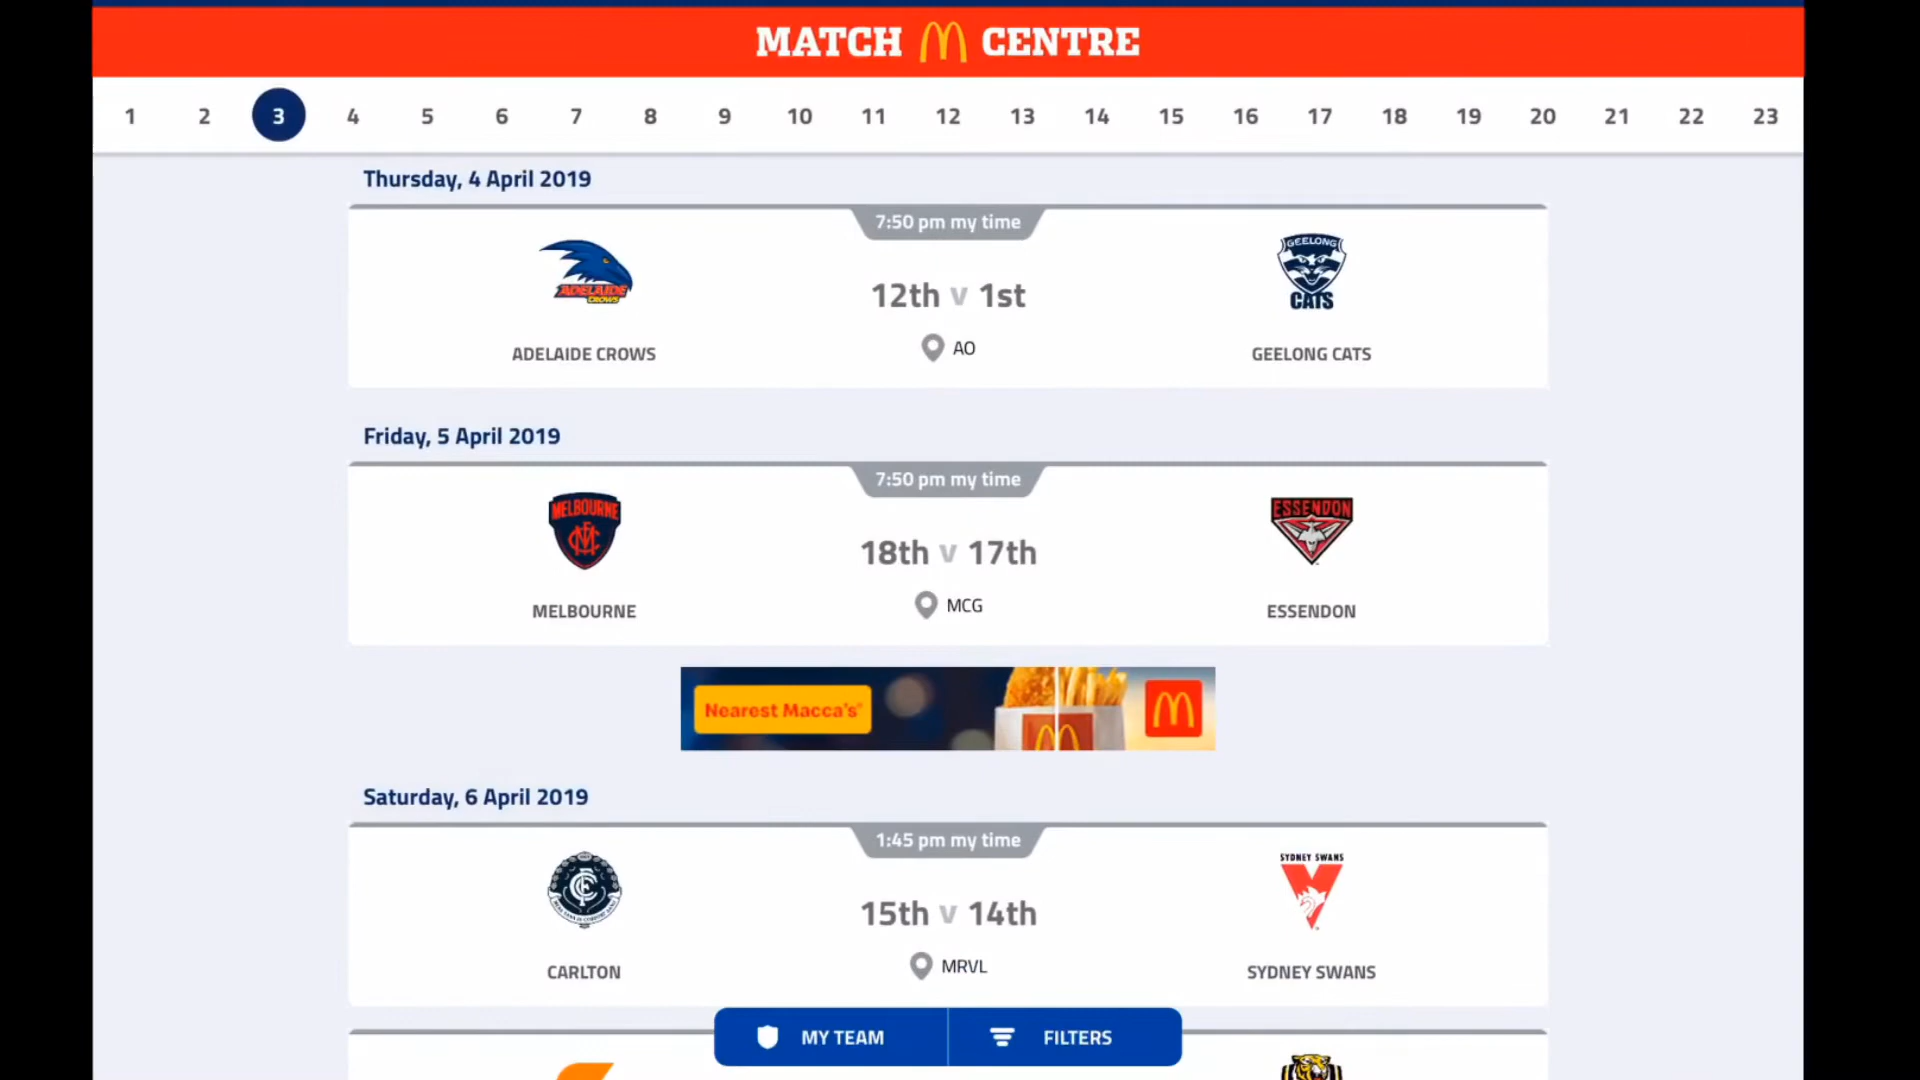 MATCH CENTRE
1 2 3 4 5 6 7 8 9 10 11 12 13 14 15 16 17 18 19 20 21 22 23
Thursday, 4 April 2019
7:50 pm my time
ADELAIDE
CROWS
12th v 1st
GEELONG
CATS
AO
ADELAIDE CROWS
GEELONG CATS
Friday, 5 April 2019
7:50 pm my time
MELBOURNE
18th v 17th
ESSENDON
MCG
MELBOURNE
ESSENDON
Nearest Macca's
Saturday, 6 April 2019
1:45 pm my time
CFC
15th v 14th
SYDNEY SWANS
MRVL
CARLTON
SYDNEY SWANS
MY TEAM
FILTERS